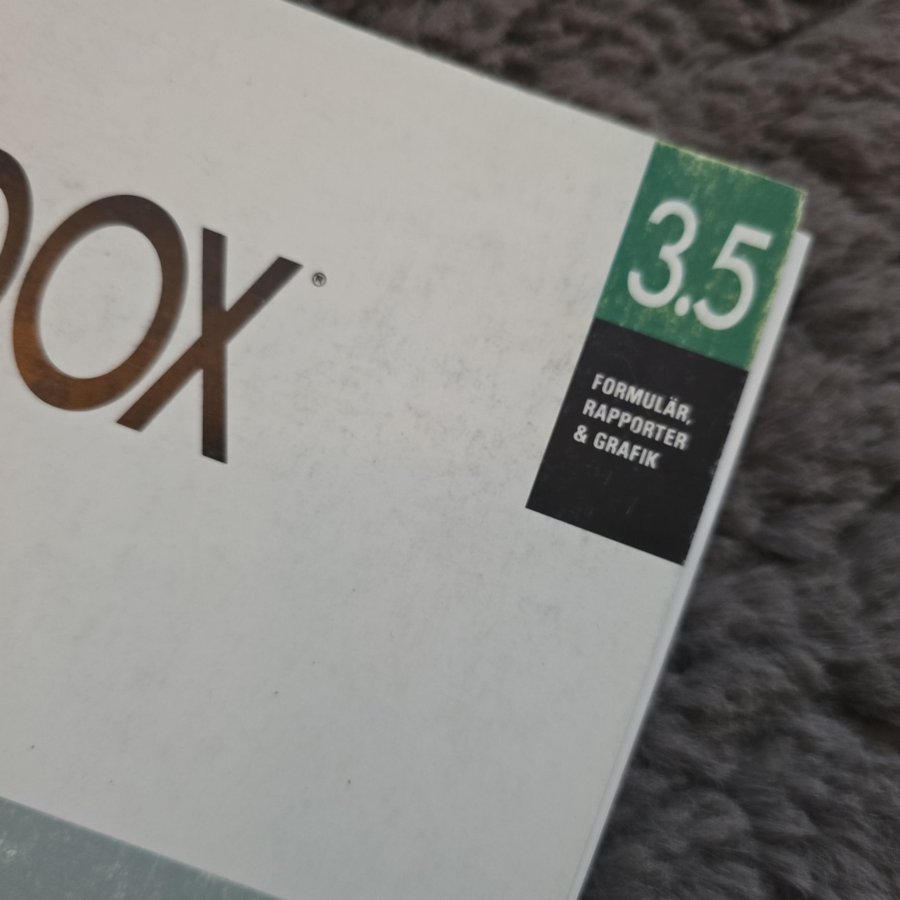 OX®
3.5
FORMULÄR,
RAPPORTER
& GRAFIK